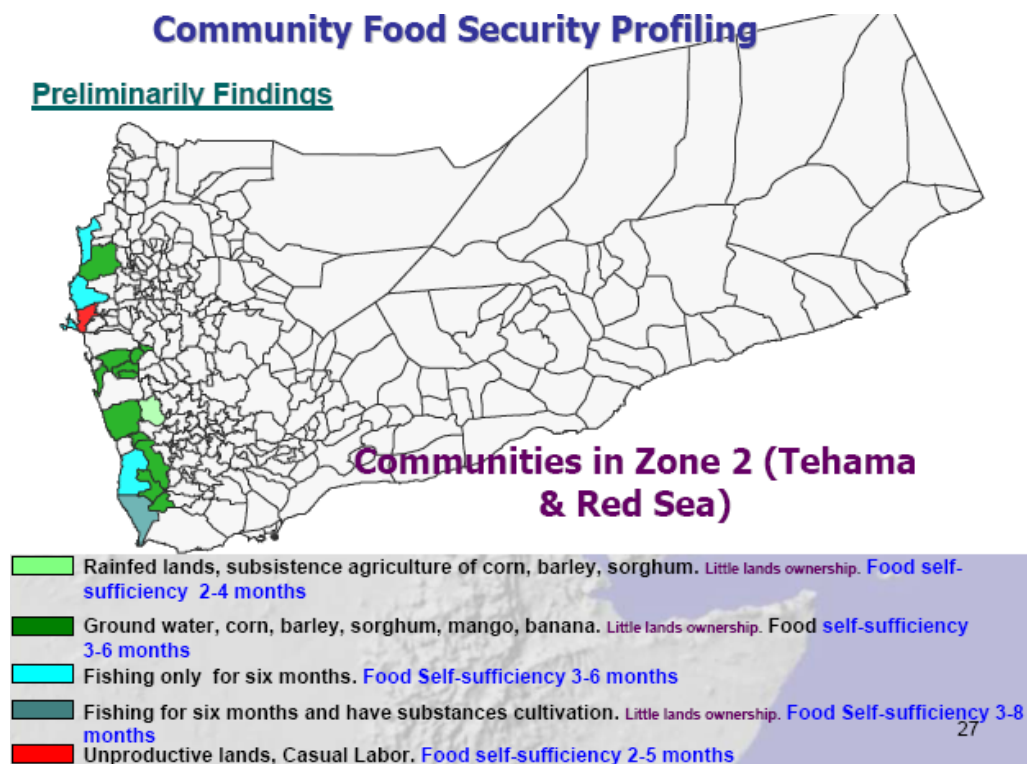 Community Food Security Profiling
Preliminarily Findings
Communities in Zone 2 (Tehama
& Red Sea)
Rainfed lands, subsistence agriculture of corn, barley, sorghum. Little lands ownership. Food self-
sufficiency 2-4 months
Ground water, corn, barley, sorghum, mango, banana. Little lands ownership. Food self-sufficiency
3-6 months
Fishing only for six months. Food Self-sufficiency 3-6 months
Fishing for six months and have substances cultivation. Little lands ownership. Food Self-sufficiency 3-8
months
27
Unproductive lands, Casual Labor. Food self-sufficiency 2-5 months